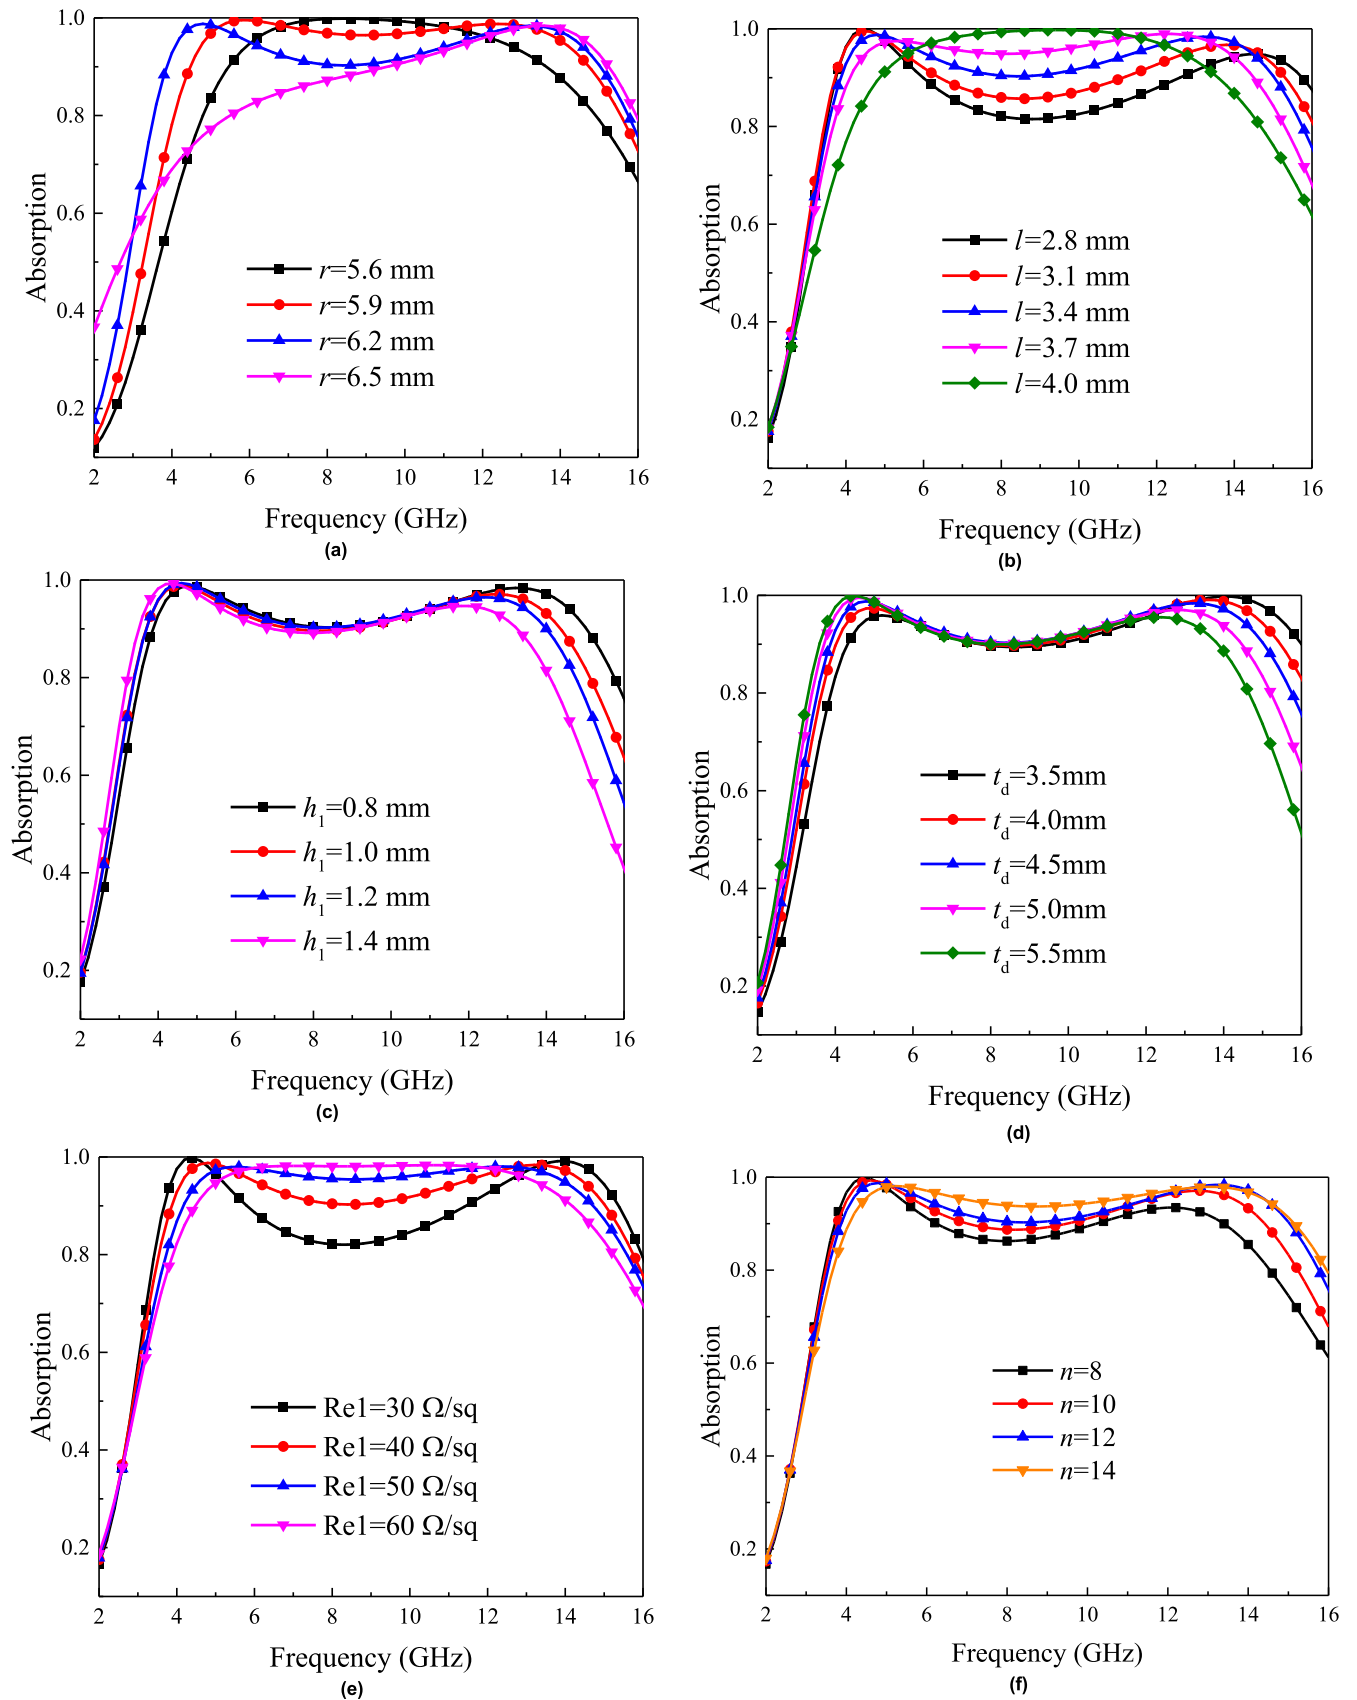 1.0
0.8
0.6
0.4
0.2
Absorption
r=5.6 mm
r=5.9 mm
r=6.2 mm
r=6.5 mm
2 4 6 8 10 12 14 16
Frequency (GHz)
(a)
1.0
0.8
0.6
0.4
0.2
Absorption
l=2.8 mm
l=3.1 mm
l=3.4 mm
l=3.7 mm
l=4.0 mm
2 4 6 8 10 12 14 16
Frequency (GHz)
(b)
1.0
0.8
0.6
0.4
0.2
Absorption
h1=0.8 mm
h1=1.0 mm
h1=1.2 mm
h1=1.4 mm
2 4 6 8 10 12 14 16
Frequency (GHz)
(c)
1.0
0.8
0.6
0.4
0.2
Absorption
td=3.5mm
td=4.0mm
td=4.5mm
td=5.0mm
td=5.5mm
2 4 6 8 10 12 14 16
Frequency (GHz)
(d)
1.0
0.8
0.6
0.4
0.2
Absorption
Re1=30 Ω/sq
Re1=40 Ω/sq
Re1=50 Ω/sq
Re1=60 Ω/sq
2 4 6 8 10 12 14 16
Frequency (GHz)
(e)
1.0
0.8
0.6
0.4
0.2
Absorption
n=8
n=10
n=12
n=14
2 4 6 8 10 12 14 16
Frequency (GHz)
(f)